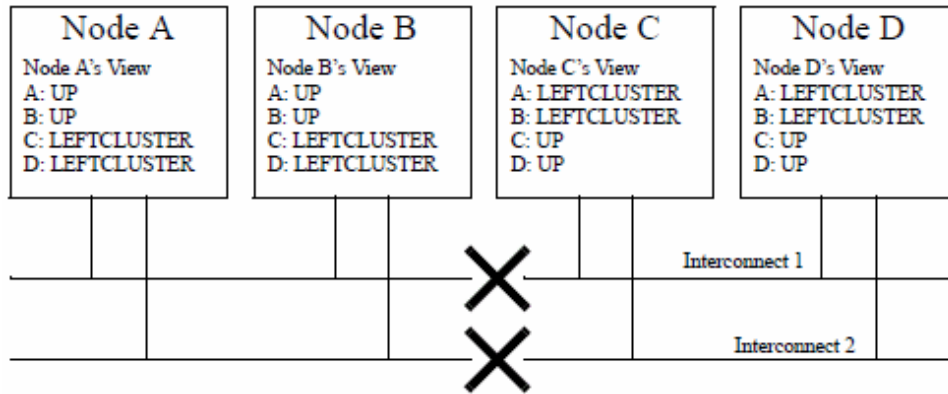 Node A
Node A's View
A: UP
B: UP
C: LEFTCLUSTER
D: LEFTCLUSTER
Node B
Node B's View
A: UP
B: UP
C: LEFTCLUSTER
D: LEFTCLUSTER
Node C
Node C's View
A: LEFTCLUSTER
B: LEFTCLUSTER
C: UP
D: UP
Node D
Node D's View
A: LEFTCLUSTER
B: LEFTCLUSTER
C: UP
D: UP
Interconnect 1
Interconnect 2